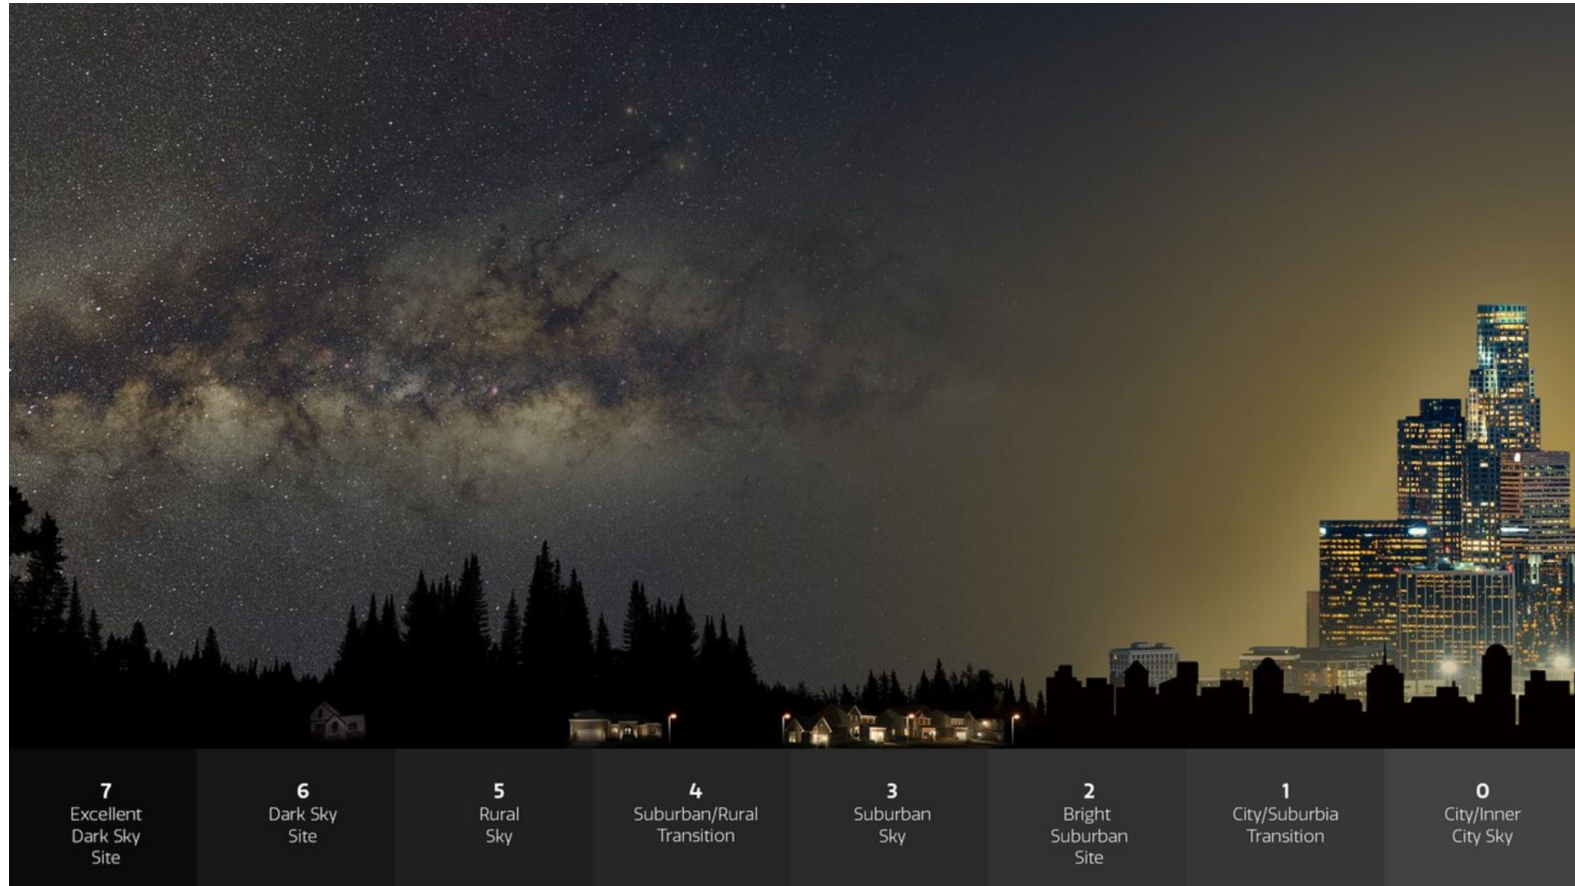 7
Excellent
Dark Sky
Site
6
Dark Sky
Site
5
Rural
Sky
4
Suburban/Rural
Transition
3
Suburban
Sky
2
Bright
Suburban
Site
1
City/Suburbia
Transition
0
City/Inner
City Sky